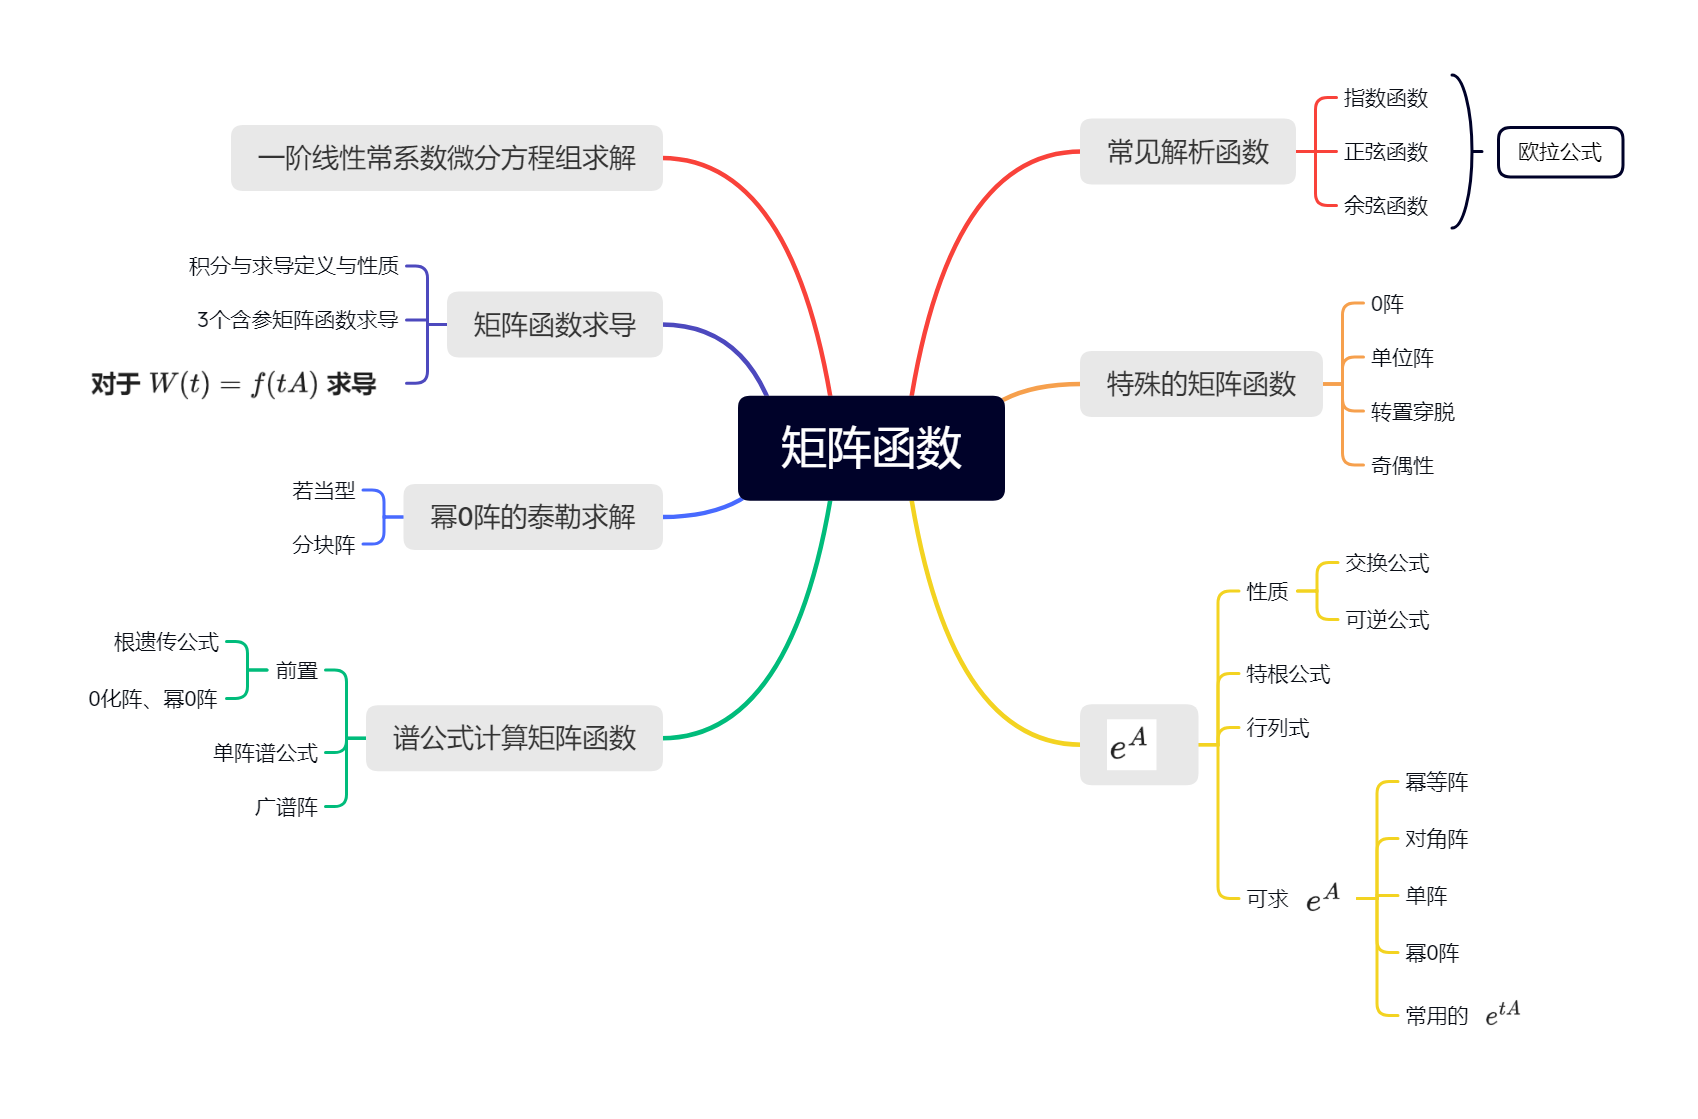 矩阵函数
常见解析函数
指数函数
正弦函数
余弦函数
欧拉公式
特殊的矩阵函数
0阵
单位阵
转置穿脱
奇偶性
e^A
性质
交换公式
可逆公式
特根公式
行列式
可求 e^A
幂等阵
对角阵
单阵
幂0阵
常用的 e^{tA}
一阶线性常系数微分方程组求解
矩阵函数求导
积分与求导定义与性质
3个含参矩阵函数求导
对于 W(t) = f(tA) 求导
幂0阵的泰勒求解
若当型
分块阵
谱公式计算矩阵函数
前置
根遗传公式
0化阵、幂0阵
单阵谱公式
广谱阵